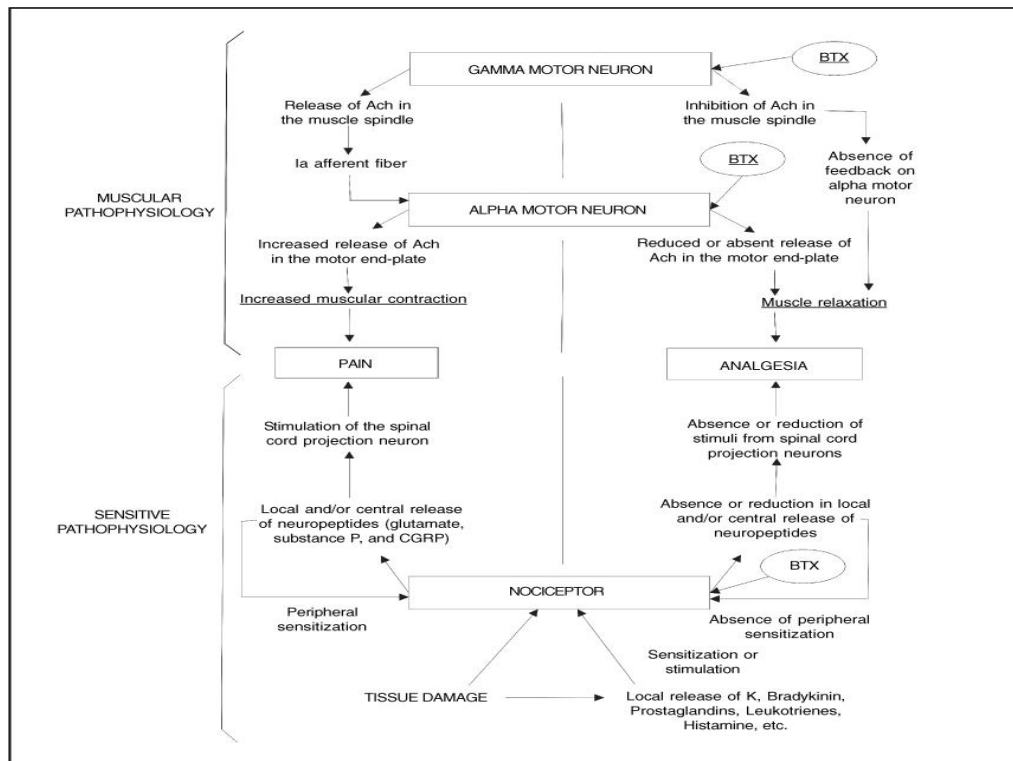 BTX
GAMMA MOTOR NEURON
Release of Ach in
the muscle spindle
Inhibition of Ach in
the muscle spindle
BTX
Ia afferent fiber
Absence of
feedback on
alpha motor
neuron
MUSCULAR
PATHOPHYSIOLOGY
ALPHA MOTOR NEURON
Increased release of Ach
in the motor end-plate
Reduced or absent release of
Ach in the motor end-plate
Increased muscular contraction
Muscle relaxation
PAIN
ANALGESIA
Stimulation of the spinal
cord projection neuron
Absence or reduction of
stimuli from spinal cord
projection neurons
SENSITIVE
PATHOPHYSIOLOGY
Local and/or central release
of neuropeptides (glutamate,
substance P, and CGRP)
Absence or reduction in local
and/or central release of
neuropeptides
BTX
NOCICEPTOR
Peripheral
sensitization
Absence of peripheral
sensitization
Sensitization or
stimulation
TISSUE DAMAGE
Local release of K, Bradykinin,
Prostaglandins, Leukotrienes,
Histamine, etc.